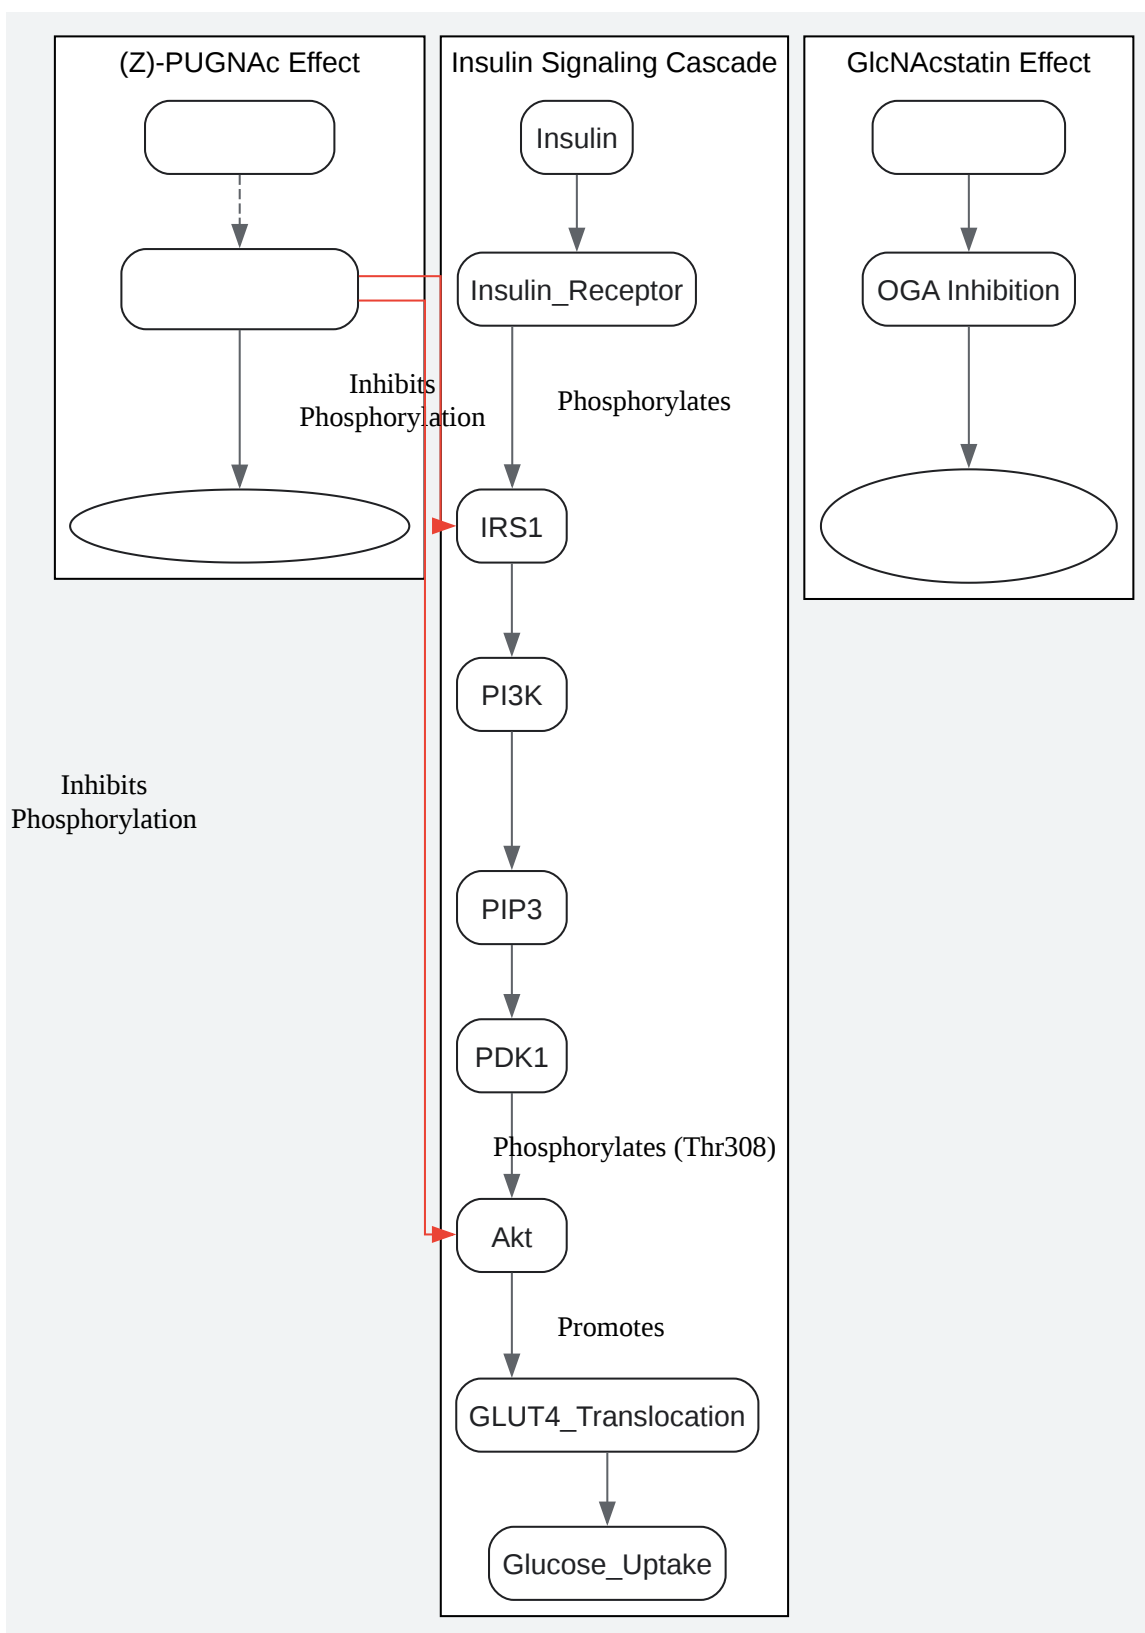 (Z)-PUGNAc Effect
Inhibits
Phosphorylation
Inhibits
Phosphorylation
Insulin Signaling Cascade
Insulin
Insulin_Receptor
Phosphorylates
IRS1
PI3K
PIP3
PDK1
Phosphorylates (Thr308)
Akt
Promotes
GLUT4_Translocation
Glucose_Uptake
GlcNAcstatin Effect
OGA Inhibition